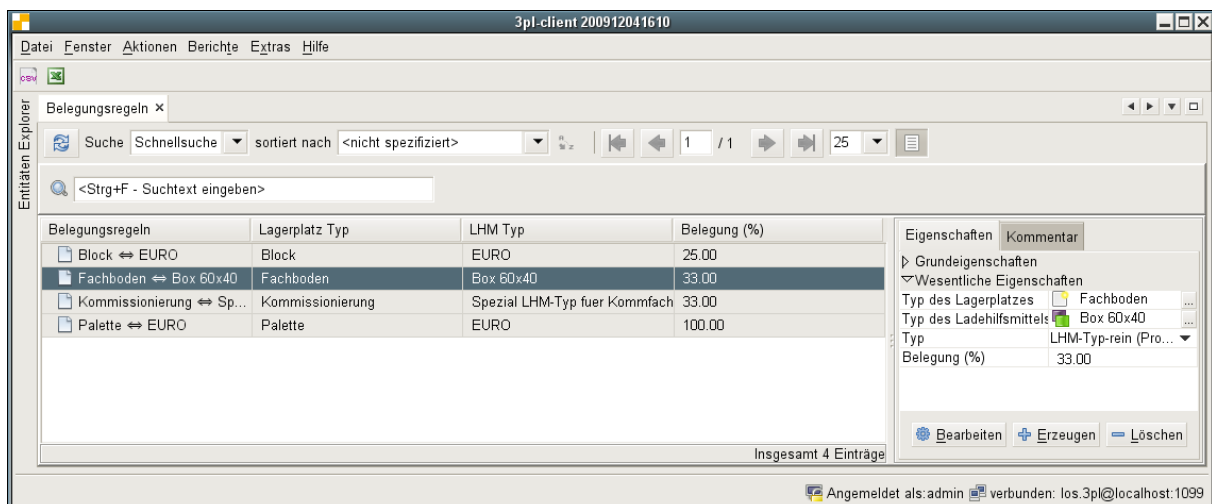 3pl-client 200912041610
Datei Fenster Aktionen Berichte Extras Hilfe
csv
Entitäten Explorer
Belegungsregeln
Suche Schnellsuche sortiert nach <nicht spezifiziert> 1 / 1 25
<Strg+F - Suchtext eingeben>
Belegungsregeln Lagerplatz Typ LHM Typ Belegung (%)
Block ⇔ EURO Block EURO 25.00
Fachboden ⇔ Box 60x40 Fachboden Box 60x40 33.00
Kommissionierung ⇔ Sp... Kommissionierung Spezial LHM-Typ fuer Kommfach 33.00
Palette ⇔ EURO Palette EURO 100.00
Insgesamt 4 Einträge
Eigenschaften Kommentar
Grundeigenschaften
Wesentliche Eigenschaften
Typ des Lagerplatzes Fachboden ...
Typ des Ladehilfsmittels Box 60x40 ...
Typ LHM-Typ-rein (Pro...
Belegung (%) 33.00
Bearbeiten Erzeugen Löschen
Angemeldet als: admin verbunden: los.3pl@localhost:1099